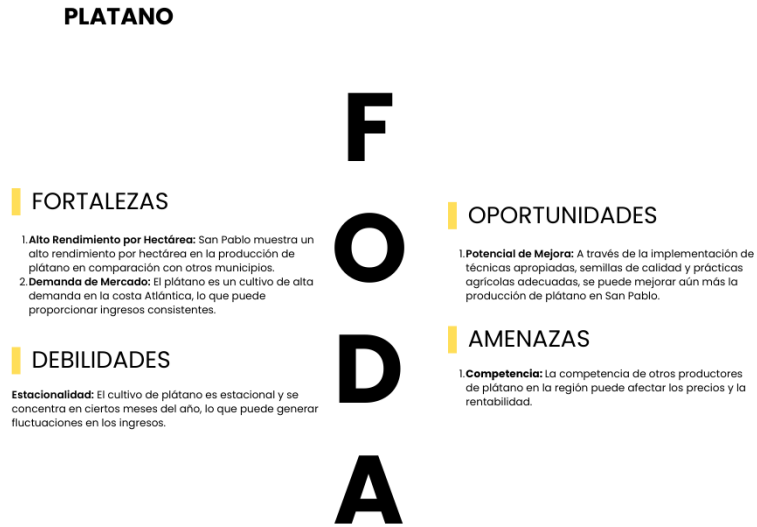 PLATANO
F
O
D
A
FORTALEZAS
1. Alto Rendimiento por Hectárea: San Pablo muestra un
alto rendimiento por hectárea en la producción de
plátano en comparación con otros municipios.
2. Demanda de Mercado: El plátano es un cultivo de alta
demanda en la costa Atlántica, lo que puede
proporcionar ingresos consistentes.
DEBILIDADES
Estacionalidad: El cultivo de plátano es estacional y se
concentra en ciertos meses del año, lo que puede generar
fluctuaciones en los ingresos.
OPORTUNIDADES
1. Potencial de Mejora: A través de la implementación de
técnicas apropiadas, semillas de calidad y prácticas
agrícolas adecuadas, se puede mejorar aún más la
producción de plátano en San Pablo.
AMENAZAS
1. Competencia: La competencia de otros productores
de plátano en la región puede afectar los precios y la
rentabilidad.